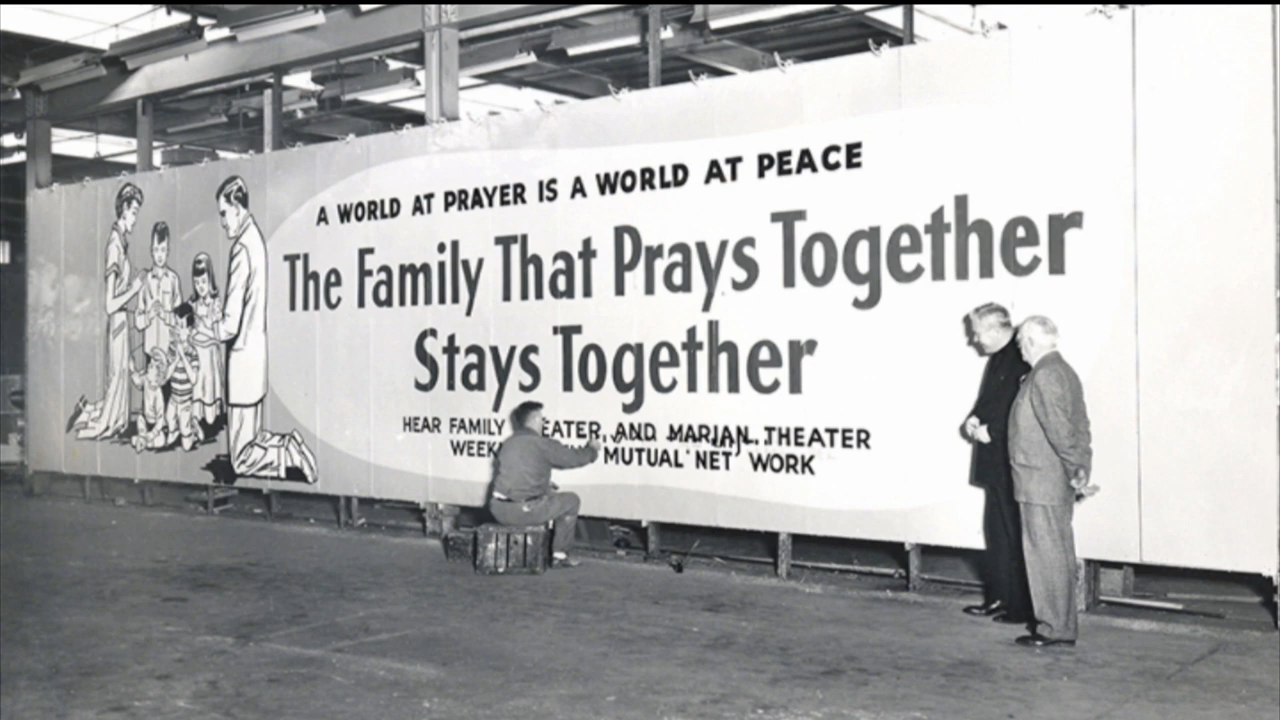 A WORLD AT PRAYER IS A WORLD AT PEACE
The Family That Prays Together
Stays Together
HEAR FAMILY EATER, AND MARIAN THEATER
WEEK MUTUAL NET WORK